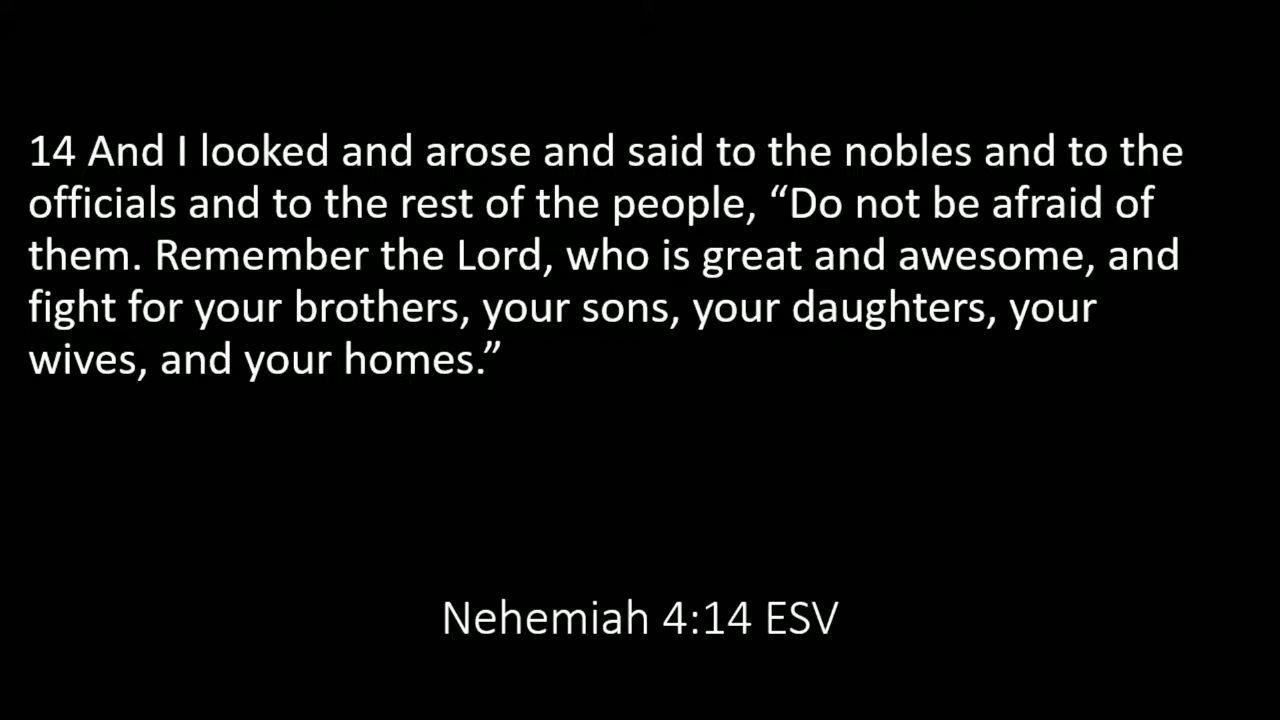 14 And I looked and arose and said to the nobles and to the
officials and to the rest of the people, “Do not be afraid of
them. Remember the Lord, who is great and awesome, and
fight for your brothers, your sons, your daughters, your
wives, and your homes.”
Nehemiah 4:14 ESV